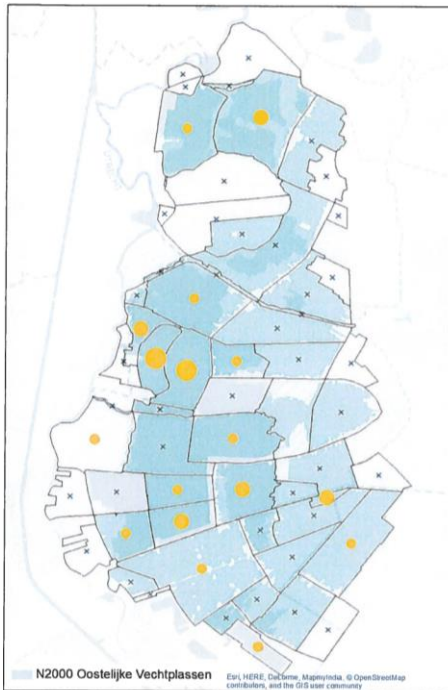 N2000 Oostelijke Vechtplassen
Esri, HERE, DeLorme, MapmyIndia, © OpenStreetMap
contributors, and the GIS user community